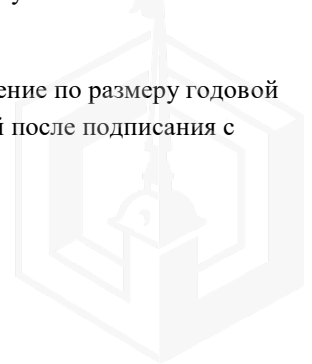 ение по размеру годовой
й после подписания с